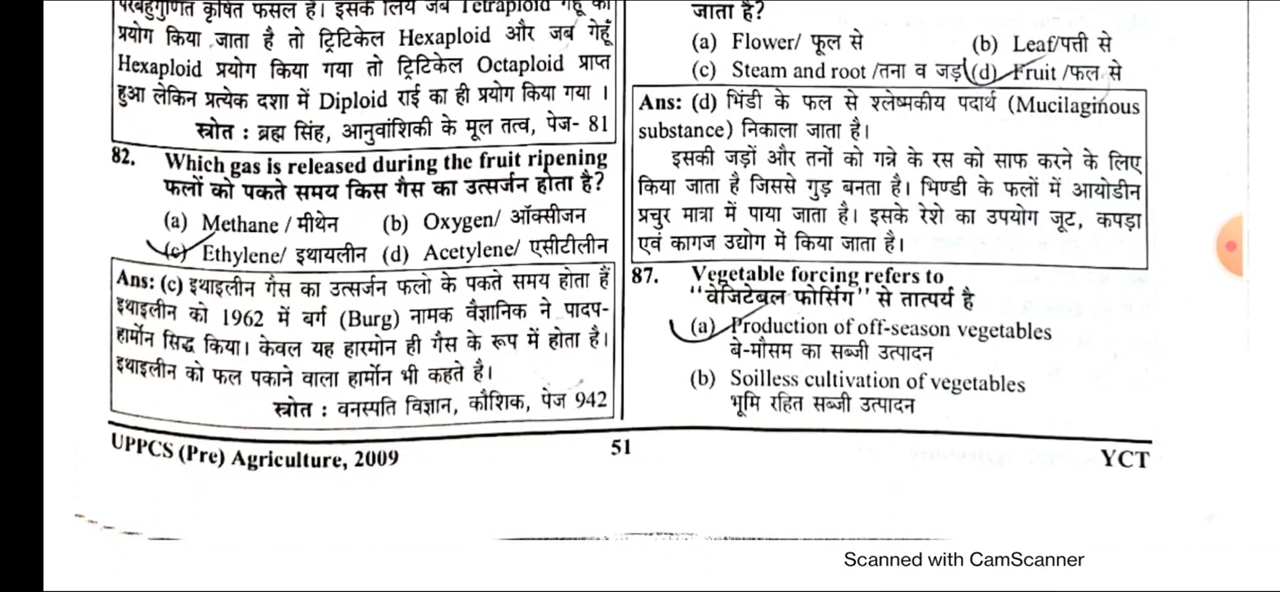 परबहुगुणित कृषित फसल है। इसके लिये जब Tetraploid गेहूँ का
प्रयोग किया जाता है तो ट्रिटिकेल Hexaploid और जब गेहूँ
Hexaploid प्रयोग किया गया तो ट्रिटिकेल Octaploid प्राप्त
हुआ लेकिन प्रत्येक दशा में Diploid राई का ही प्रयोग किया गया ।
स्त्रोत : ब्रह्म सिंह, आनुवांशिकी के मूल तत्व, पेज- 81
82. Which gas is released during the fruit ripening
फलों को पकते समय किस गैस का उत्सर्जन होता है?
(a) Methane / मीथेन (b) Oxygen/ ऑक्सीजन
(c) Ethylene/ इथायलीन (d) Acetylene/ एसीटीलीन
Ans: (c) इथाइलीन गैस का उत्सर्जन फलो के पकते समय होता हैं
इथाइलीन को 1962 में बर्ग (Burg) नामक वैज्ञानिक ने पादप-
हार्मोन सिद्ध किया। केवल यह हारमोन ही गैस के रूप में होता है।
इथाइलीन को फल पकाने वाला हार्मोन भी कहते है।
स्त्रोत : वनस्पति विज्ञान, कौशिक, पेज 942
जाता है?
(a) Flower/ फूल से (b) Leaf/पत्ती से
(c) Steam and root /तना व जड़ (d) Fruit /फल से
Ans: (d) भिंडी के फल से श्लेष्मकीय पदार्थ (Mucilaginous
substance) निकाला जाता है।
इसकी जड़ों और तनों को गन्ने के रस को साफ करने के लिए
किया जाता है जिससे गुड़ बनता है। भिण्डी के फलों में आयोडीन
प्रचुर मात्रा में पाया जाता है। इसके रेशे का उपयोग जूट, कपड़ा
एवं कागज उद्योग में किया जाता है।
87. Vegetable forcing refers to
"वेजिटेबल फोर्सिंग" से तात्पर्य है
(a) Production of off-season vegetables
बे-मौसम का सब्जी उत्पादन
(b) Soilless cultivation of vegetables
भूमि रहित सब्जी उत्पादन
UPPCS (Pre) Agriculture, 2009 51 YCT
Scanned with CamScanner